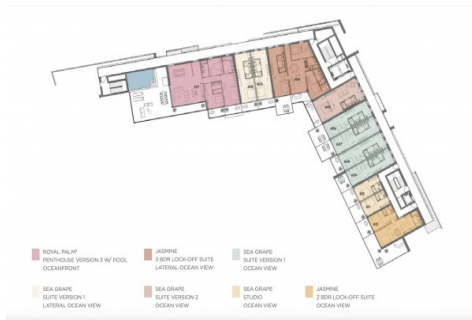 ROYAL PALM*
PENTHOUSE VERSION 3 W/ POOL
OCEANFRONT
JASMINE
3 BDR LOCK-OFF SUITE
LATERAL OCEAN VIEW
SEA GRAPE
SUITE VERSION 1
OCEAN VIEW
SEA GRAPE
SUITE VERSION 1
LATERAL OCEAN VIEW
SEA GRAPE
SUITE VERSION 2
OCEAN VIEW
SEA GRAPE
STUDIO
OCEAN VIEW
JASMINE
2 BDR LOCK-OFF SUITE
OCEAN VIEW